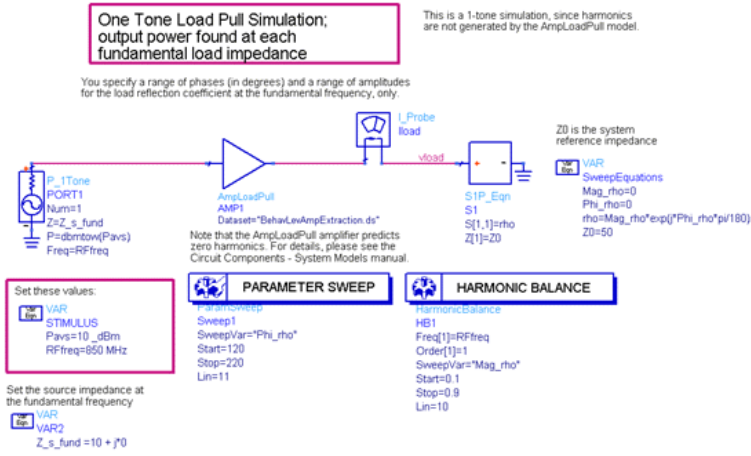 One Tone Load Pull Simulation;
output power found at each
fundamental load impedance
This is a 1-tone simulation, since harmonics
are not generated by the AmpLoadPull model.
You specify a range of phases (in degrees) and a range of amplitudes
for the load reflection coefficient at the fundamental frequency, only.
I_Probe
Iload
vload
P_1Tone
PORT1
Num=1
Z=Z_s_fund
P=dbmtow(Pavs)
Freq=RFfreq
AmpLoadPull
AMP1
Dataset="BehavLevAmpExtraction.ds"
Note that the AmpLoadPull amplifier predicts
zero harmonics. For details, please see the
Circuit Components - System Models manual.
S1P_Eqn
S1
S[1,1]=rho
Z[1]=Z0
Z0 is the system
reference impedance
Var
Eqn
VAR
SweepEquations
Mag_rho=0
Phi_rho=0
rho=Mag_rho*exp(j*Phi_rho*pi/180)
Z0=50
Set these values:
Var
Eqn
VAR
STIMULUS
Pavs=10 _dBm
RFfreq=850 MHz
Set the source impedance at
the fundamental frequency
Var
Eqn
VAR
VAR2
Z_s_fund =10 + j*0
PARAMETER SWEEP
ParamSweep
Sweep1
SweepVar="Phi_rho"
Start=120
Stop=220
Lin=11
HARMONIC BALANCE
HarmonicBalance
HB1
Freq[1]=RFfreq
Order[1]=1
SweepVar="Mag_rho"
Start=0.1
Stop=0.9
Lin=10